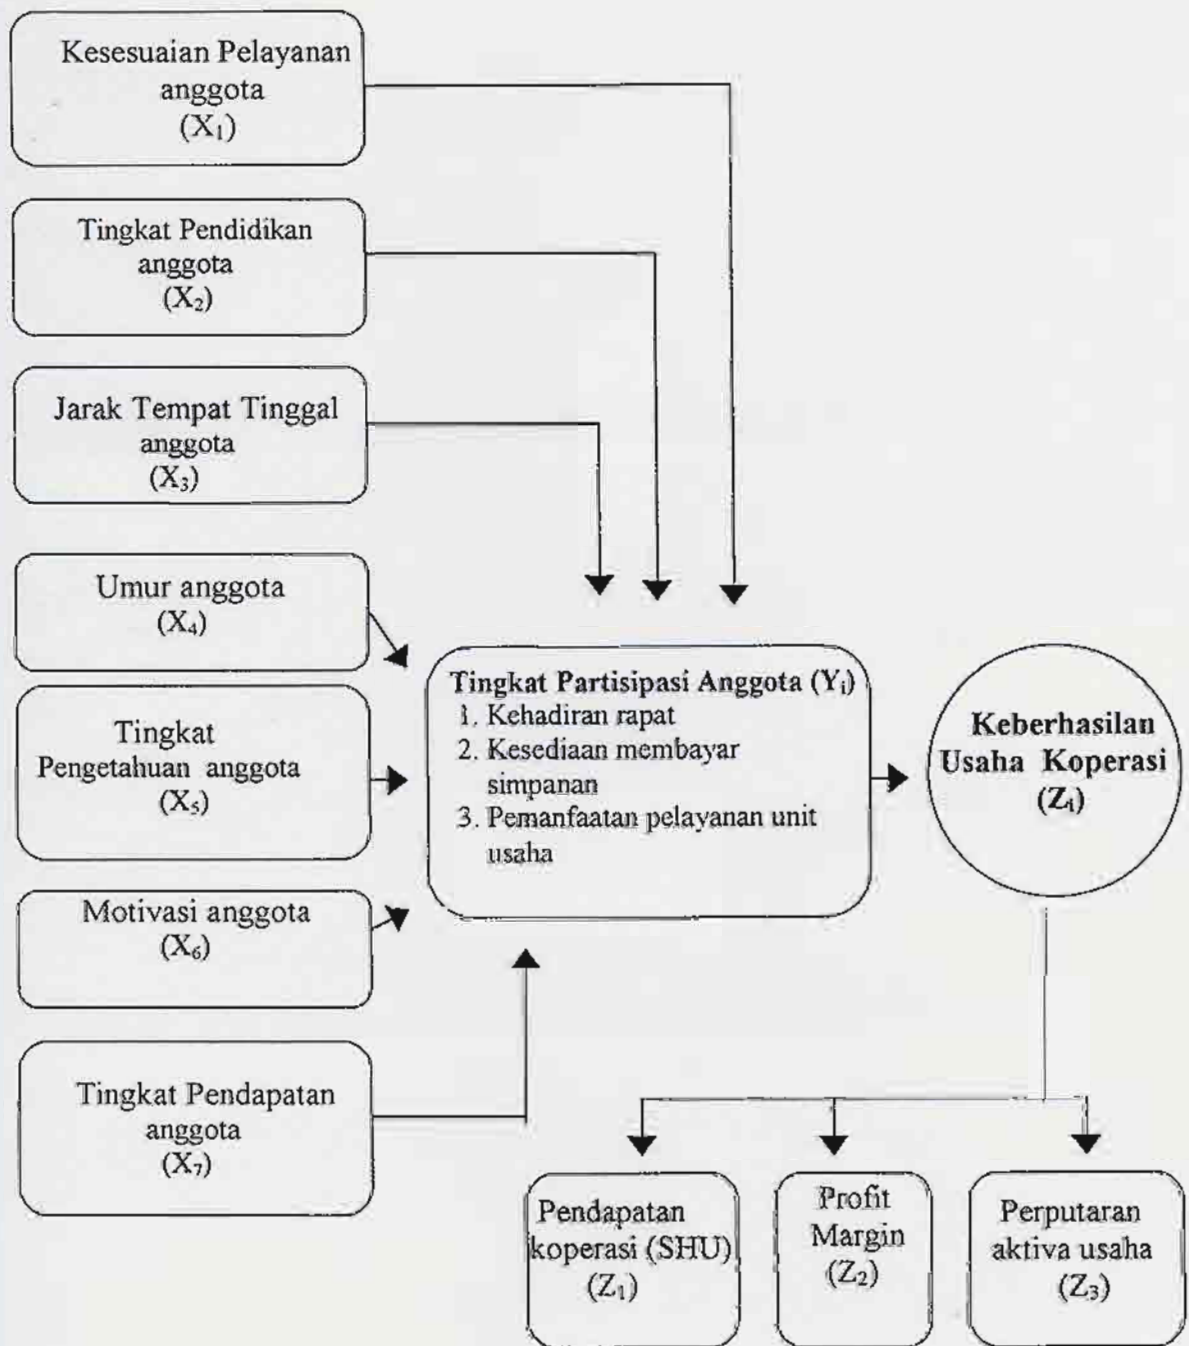 Kesesuaian Pelayanan
anggota
(X₁)
Tingkat Pendidikan
anggota
(X₂)
Jarak Tempat Tinggal
anggota
(X₃)
Umur anggota
(X₄)
Tingkat
Pengetahuan anggota
(X₅)
Motivasi anggota
(X₆)
Tingkat Pendapatan
anggota
(X₇)
Tingkat Partisipasi Anggota (Yᵢ)
1. Kehadiran rapat
2. Kesediaan membayar
simpanan
3. Pemanfaatan pelayanan unit
usaha
Keberhasilan
Usaha Koperasi
(Zᵢ)
Pendapatan
koperasi (SHU)
(Z₁)
Profit
Margin
(Z₂)
Perputaran
aktiva usaha
(Z₃)